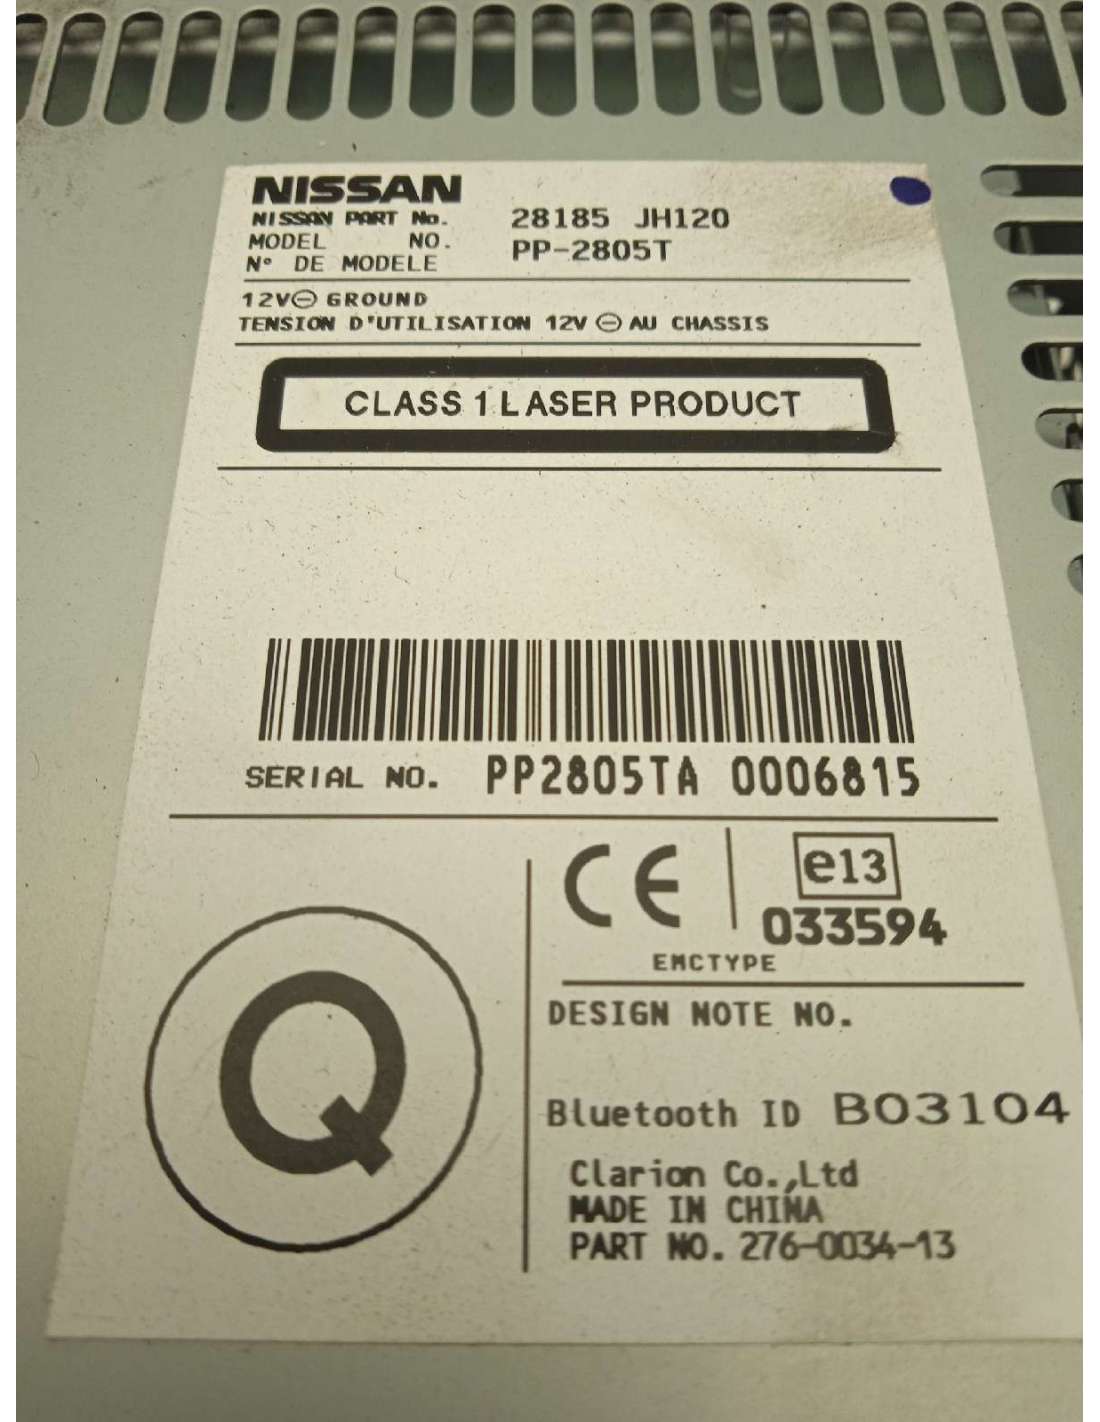 NISSAN
NISSAN PART No. 28185 JH120
MODEL NO. PP-2805T
N° DE MODELE
12V⊖ GROUND
TENSION D'UTILISATION 12V ⊖ AU CHASSIS
CLASS 1 LASER PRODUCT
SERIAL NO. PP2805TA 0006815
CE
e13
033594
EMCTYPE
Q
DESIGN NOTE NO.
Bluetooth ID B03104
Clarion Co.,Ltd
MADE IN CHINA
PART NO. 276-0034-13